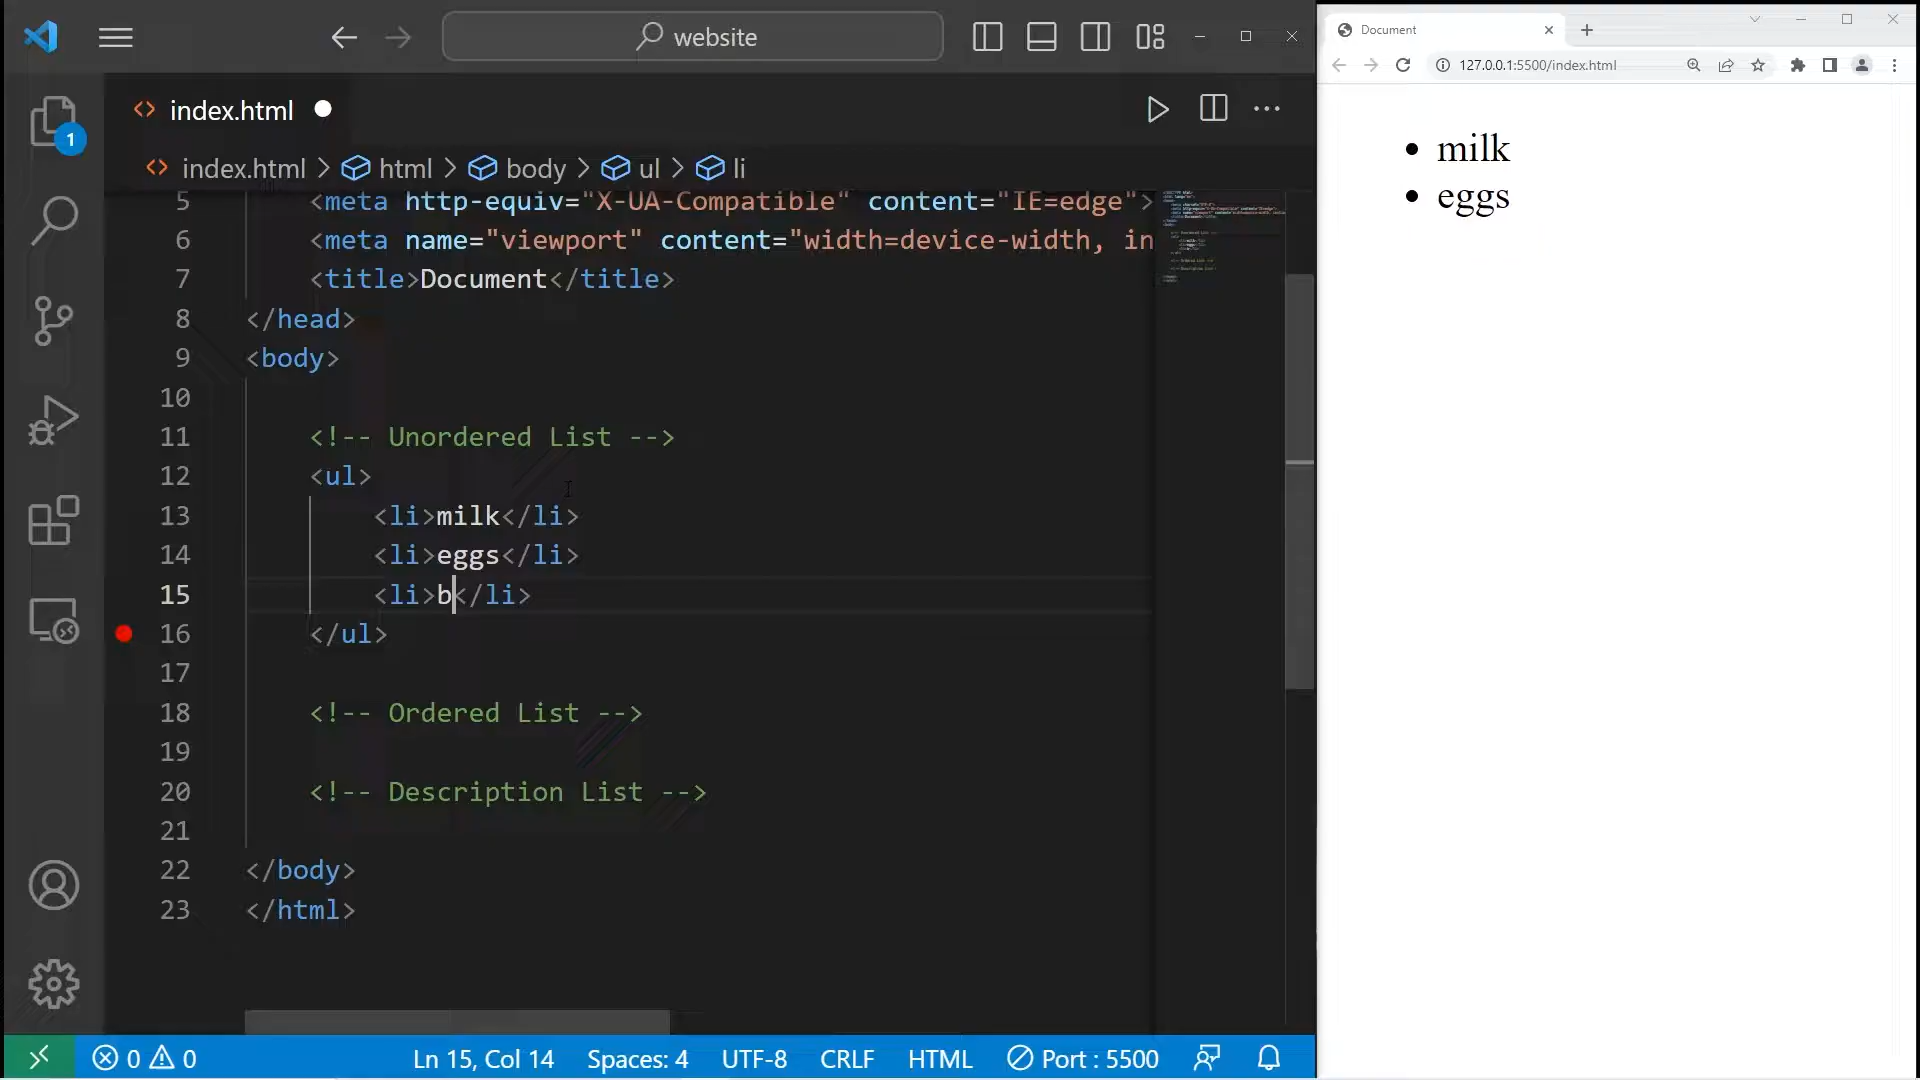 website
Document
127.0.0.1:5500/index.html
index.html
1
index.html > html > body > ul > li
5 <meta http-equiv="X-UA-Compatible" content="IE=edge">
6 <meta name="viewport" content="width=device-width, in
7 <title>Document</title>
8 </head>
9 <body>
10
11 <!-- Unordered List -->
12 <ul>
13 <li>milk</li>
14 <li>eggs</li>
15 <li>b</li>
16 </ul>
17
18 <!-- Ordered List -->
19
20 <!-- Description List -->
21
22 </body>
23 </html>
0 0 Ln 15, Col 14 Spaces: 4 UTF-8 CRLF HTML Port : 5500
• milk
• eggs